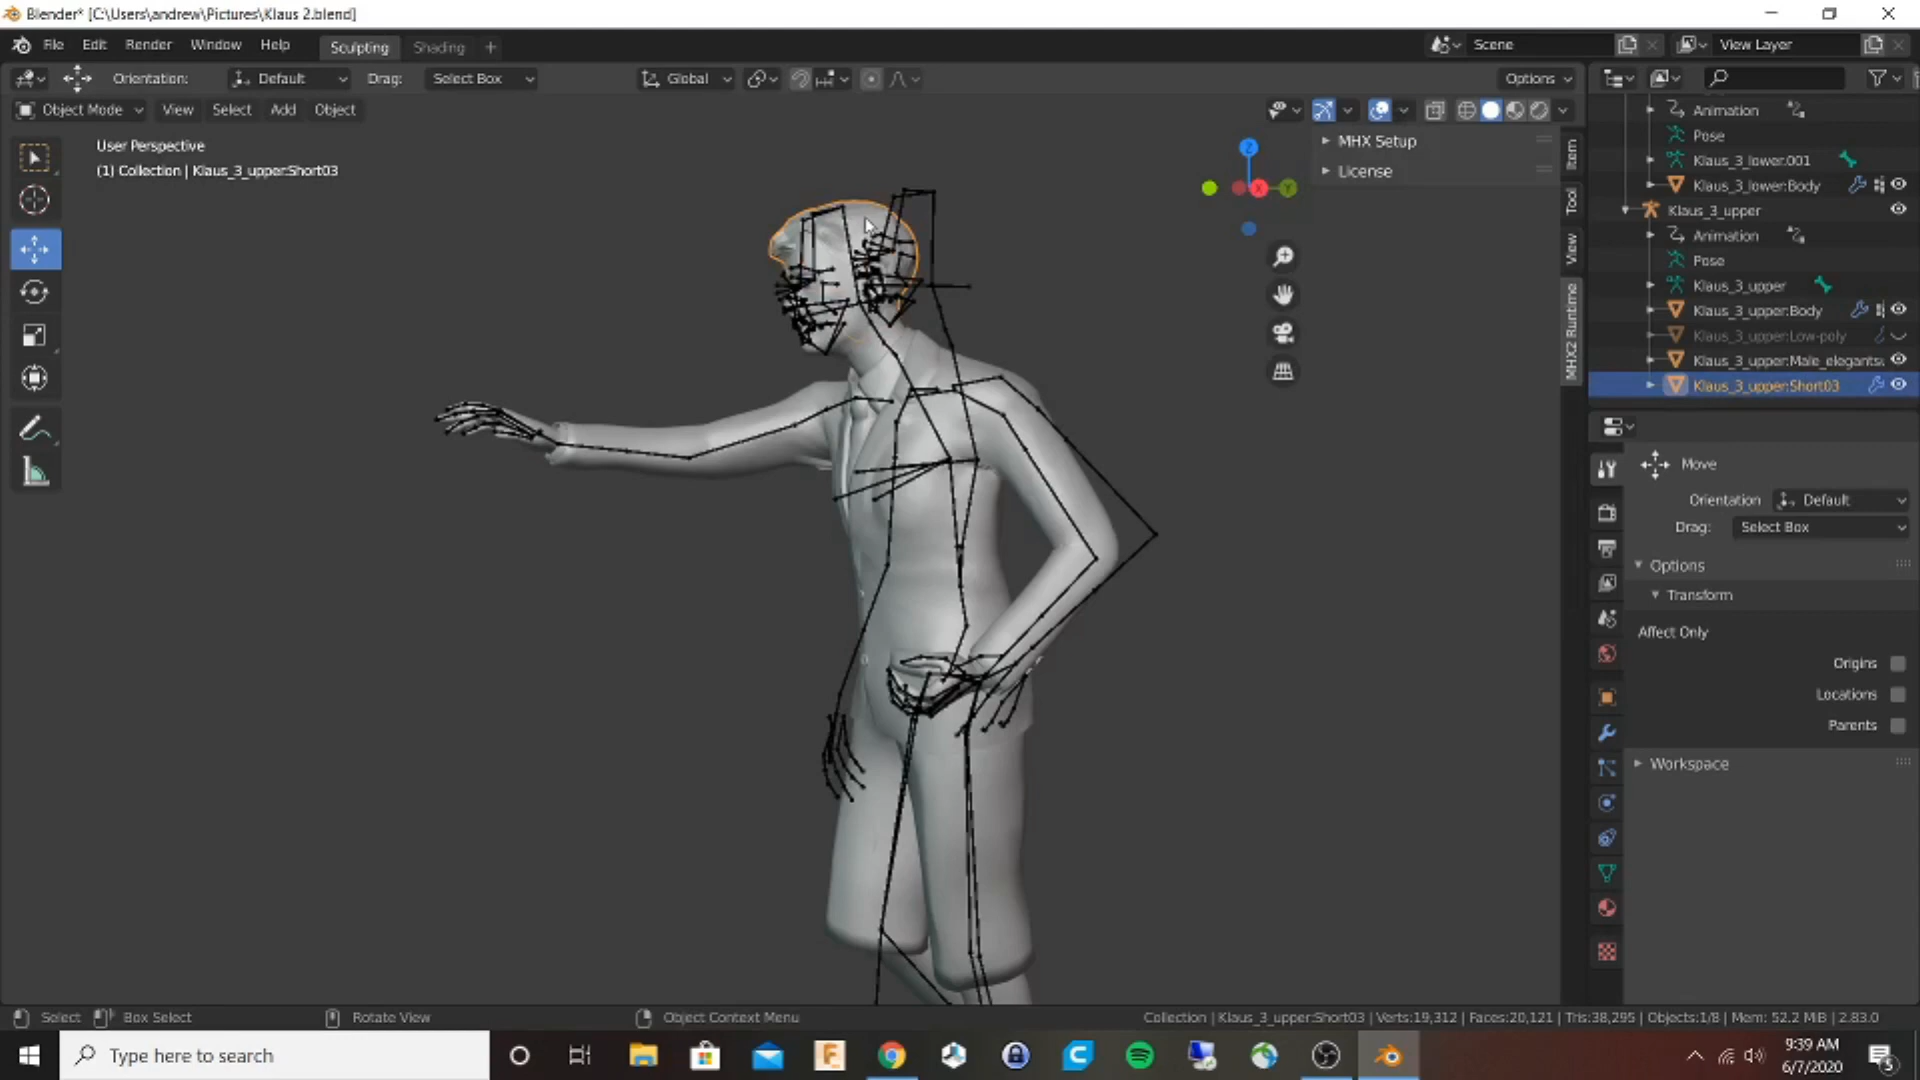 Blender* [C:\Users\andrew\Pictures\Klaus 2.blend]
File Edit Render Window Help Sculpting Shading + Scene View Layer
Orientation: Default Drag: Select Box Global Options
Object Mode View Select Add Object
User Perspective
(1) Collection | Klaus_3_upper:Short03
Z
X
Y
MHX Setup
License
Item
Tool
View
MHX2 Runtime
Animation
Pose
Klaus_3_lower.001
Klaus_3_lower:Body
Klaus_3_upper
Animation
Pose
Klaus_3_upper
Klaus_3_upper:Body
Klaus_3_upper:Low-poly
Klaus_3_upper:Male_elegants
Klaus_3_upper:Short03
Move
Orientation Default
Drag: Select Box
Options
Transform
Affect Only
Origins
Locations
Parents
Workspace
Select Box Select Rotate View Object Context Menu Collection | Klaus_3_upper:Short03 | Verts:19,312 | Faces:20,121 | Tris:38,295 | Objects:1/8 | Mem: 52.2 MiB | 2.83.0
Type here to search
9:39 AM
6/7/2020
5